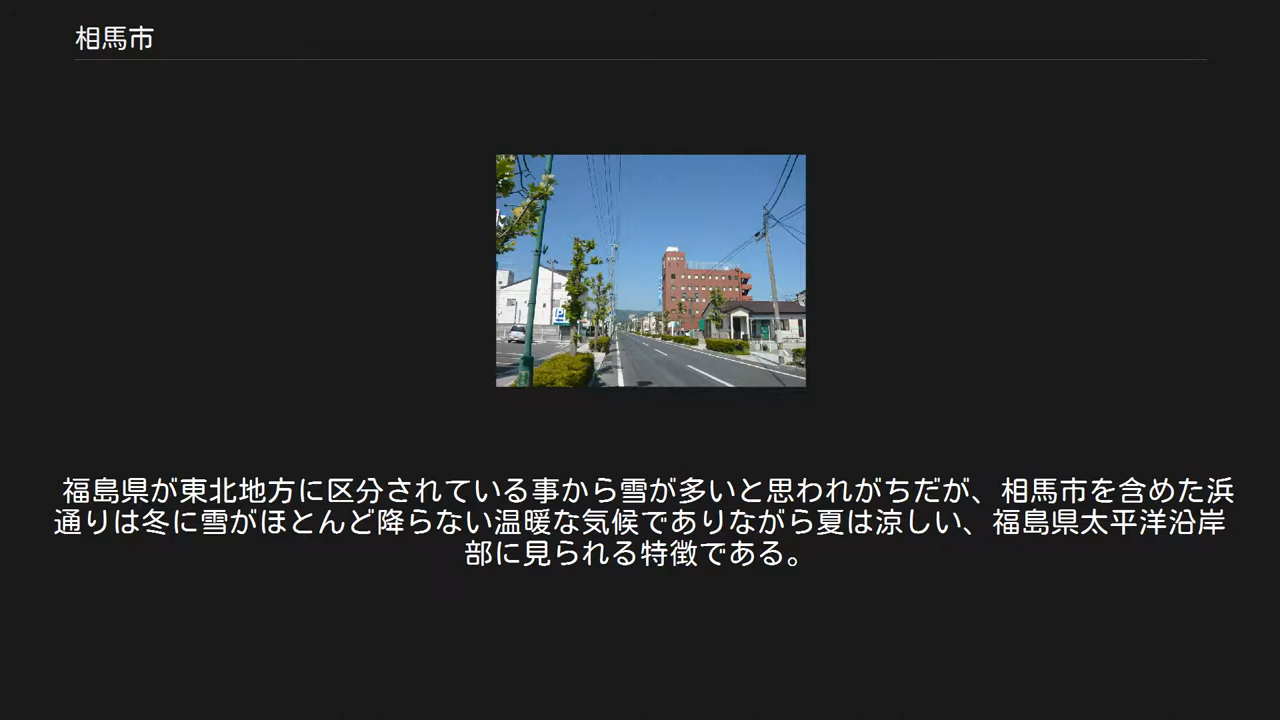 相馬市
福島県が東北地方に区分されている事から雪が多いと思われがちだが、相馬市を含めた浜
通りは冬に雪がほとんど降らない温暖な気候でありながら夏は涼しい、福島県太平洋沿岸
部に見られる特徴である。